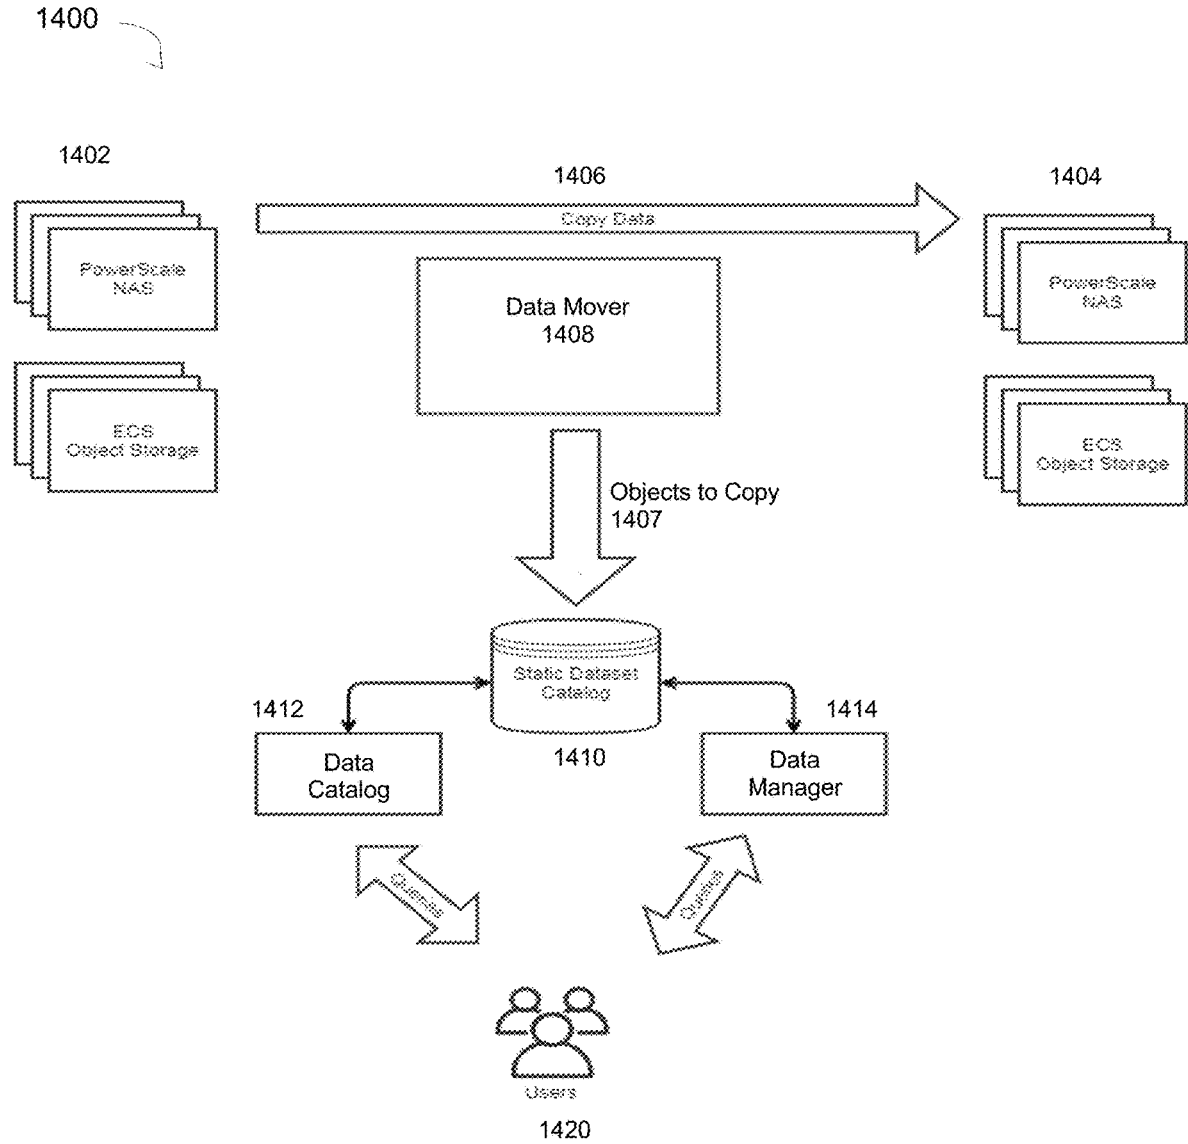 1400
1402
1406
1404
Copy Data
PowerScale
NAS
PowerScale
NAS
Data Mover
1408
ECS
Object Storage
ECS
Object Storage
Objects to Copy
1407
Static Dataset
Catalog
1412
1414
1410
Data
Catalog
Data
Manager
Queries
Queries
Users
1420